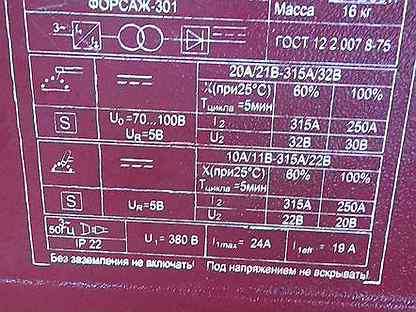 ФОРСАЖ-301 Масса 16 кг
3~ ГОСТ 12.2.007.8-75
20А/21В-315А/32В
Х(при25°С) 60% 100%
Тцикла =5мин
S U₀=70...100В I₂ 315А 250А
UR=5В U₂ 32В 30В
10А/11В-315А/22В
Х(при25°С) 60% 100%
Тцикла =5мин
S UR=5В I₂ 315А 250А
U₂ 22В 20В
3~
50Гц U₁= 380 В I1max= 24А I1eff = 19 А
IP 22
Без заземления не включать! Под напряжением не вскрывать!